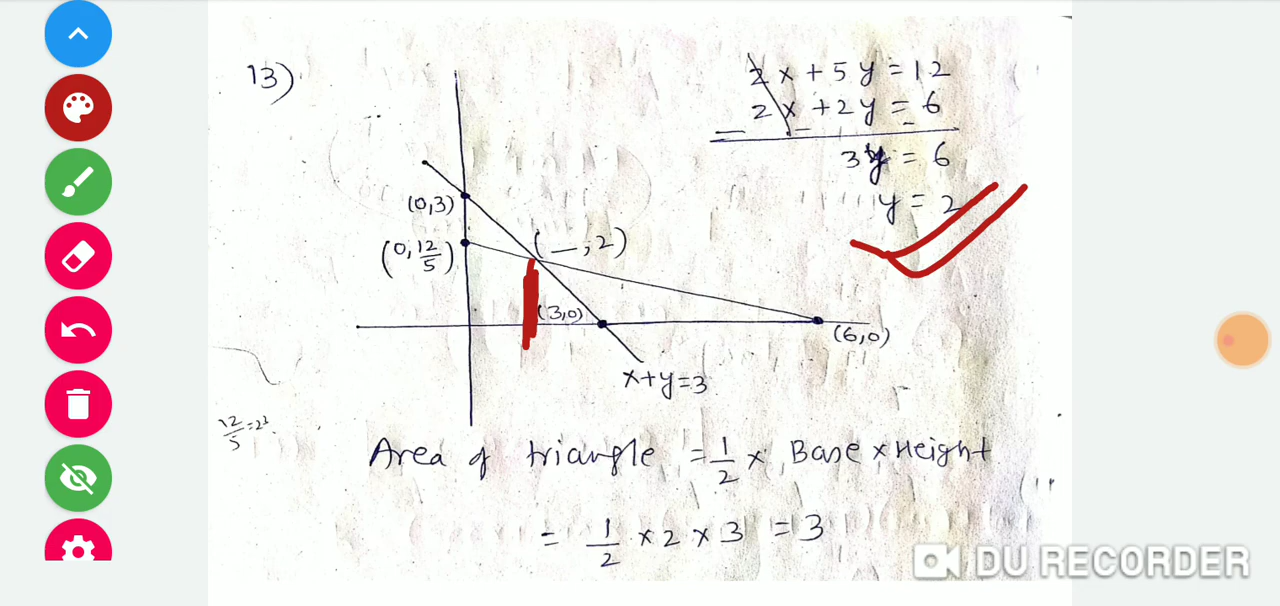 13)
2x + 5y = 12
2x + 2y = 6
3y = 6
y = 2
(0,3)
(0, 12/5)
(_, 2)
(3,0)
(6,0)
x+y=3
Area of triangle = 1/2 × Base × Height
= 1/2 × 2 × 3 = 3
DU RECORDER